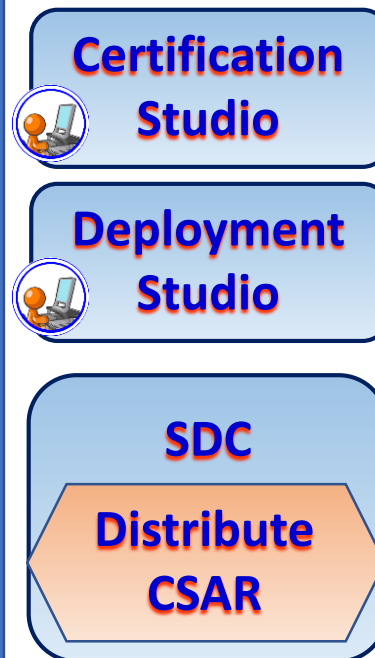 Certification
Studio
Deployment
Studio
SDC
Distribute
CSAR